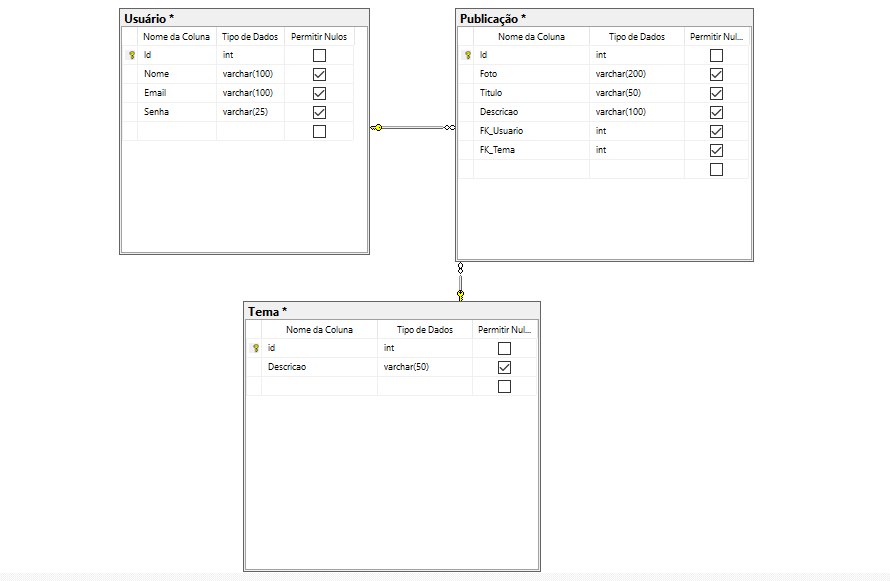 Usuário *
Nome da Coluna Tipo de Dados Permitir Nulos
Id int
Nome varchar(100)
Email varchar(100)
Senha varchar(25)
Publicação *
Nome da Coluna Tipo de Dados Permitir Nul...
Id int
Foto varchar(200)
Titulo varchar(50)
Descricao varchar(100)
FK_Usuario int
FK_Tema int
Tema *
Nome da Coluna Tipo de Dados Permitir Nul...
id int
Descricao varchar(50)